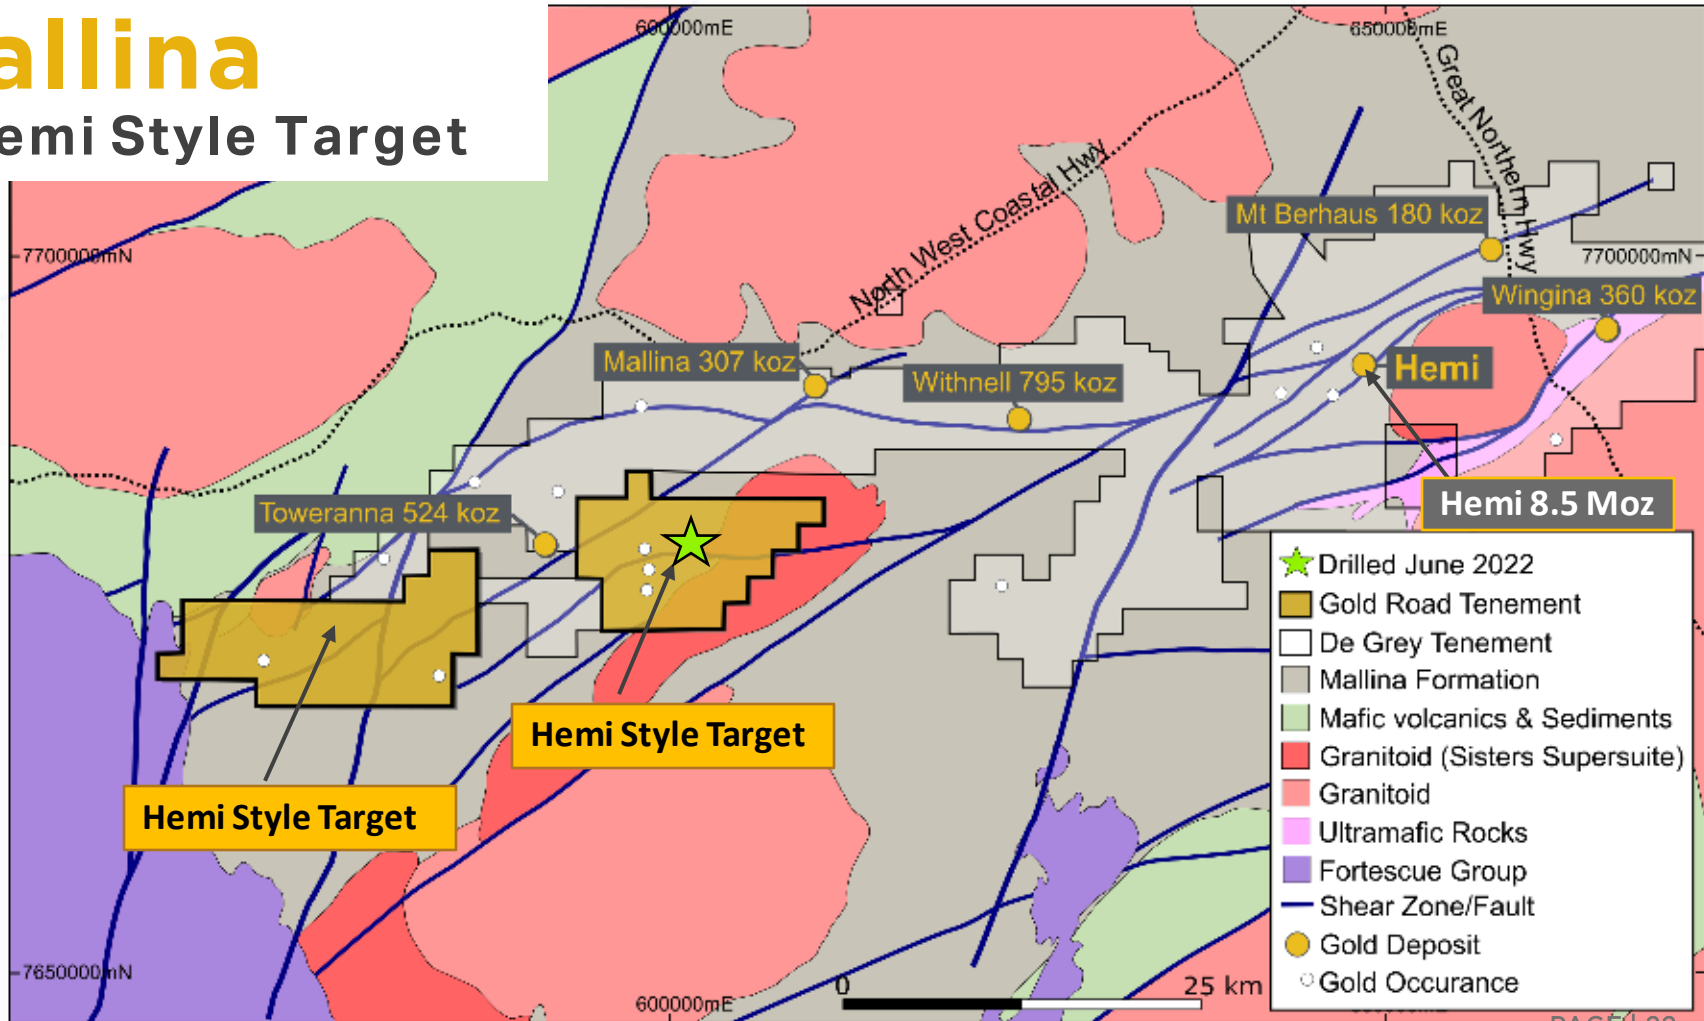 allina
emi Style Target
600000mE
650000mE
Great Northern Hwy
North West Coastal Hwy
Mt Berhaus 180 koz
7700000mN
7700000mN
Wingina 360 koz
Mallina 307 koz
Withnell 795 koz
Hemi
Toweranna 524 koz
Hemi 8.5 Moz
Hemi Style Target
Hemi Style Target
Drilled June 2022
Gold Road Tenement
De Grey Tenement
Mallina Formation
Mafic volcanics & Sediments
Granitoid (Sisters Supersuite)
Granitoid
Ultramafic Rocks
Fortescue Group
Shear Zone/Fault
Gold Deposit
Gold Occurance
7650000mN
600000mE
0
25 km